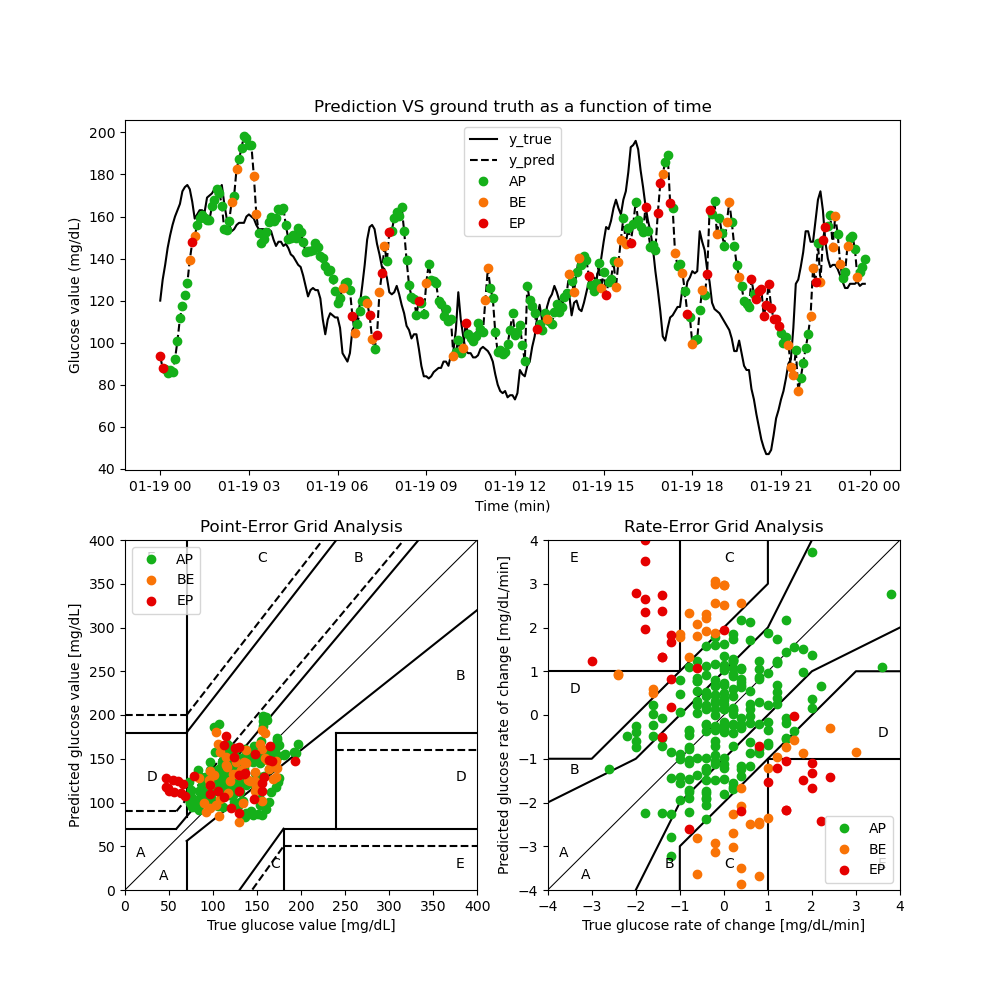 Prediction VS ground truth as a function of time
Glucose value (mg/dL)
200
180
160
140
120
100
80
60
40
y_true
y_pred
AP
BE
EP
01-19 00 01-19 03 01-19 06 01-19 09 01-19 12 01-19 15 01-19 18 01-19 21 01-20 00
Time (min)
Point-Error Grid Analysis
Predicted glucose value [mg/dL]
400
350
300
250
200
150
100
50
0
AP
BE
EP
E
C
B
B
D
D
A
A
C
E
0 50 100 150 200 250 300 350 400
True glucose value [mg/dL]
Rate-Error Grid Analysis
Predicted glucose rate of change [mg/dL/min]
4
3
2
1
0
−1
−2
−3
−4
E
C
D
D
B
A
A
B
C
E
AP
BE
EP
−4 −3 −2 −1 0 1 2 3 4
True glucose rate of change [mg/dL/min]